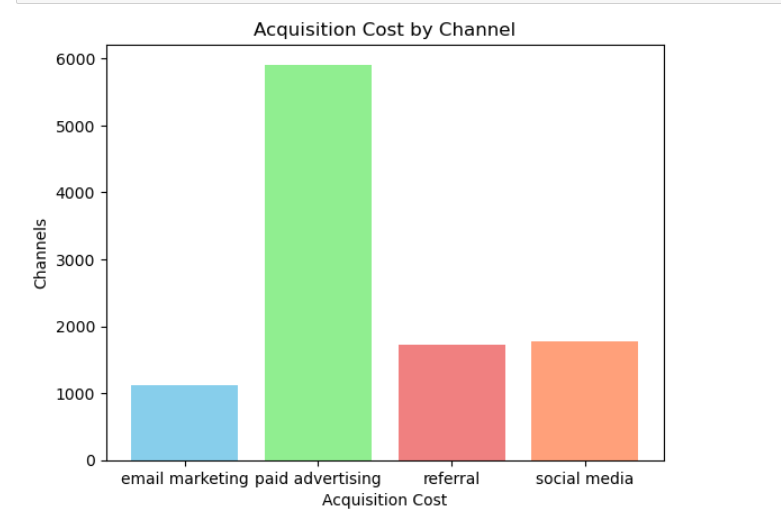 Acquisition Cost by Channel
6000
5000
4000
3000
2000
1000
0
Channels
email marketing paid advertising referral social media
Acquisition Cost